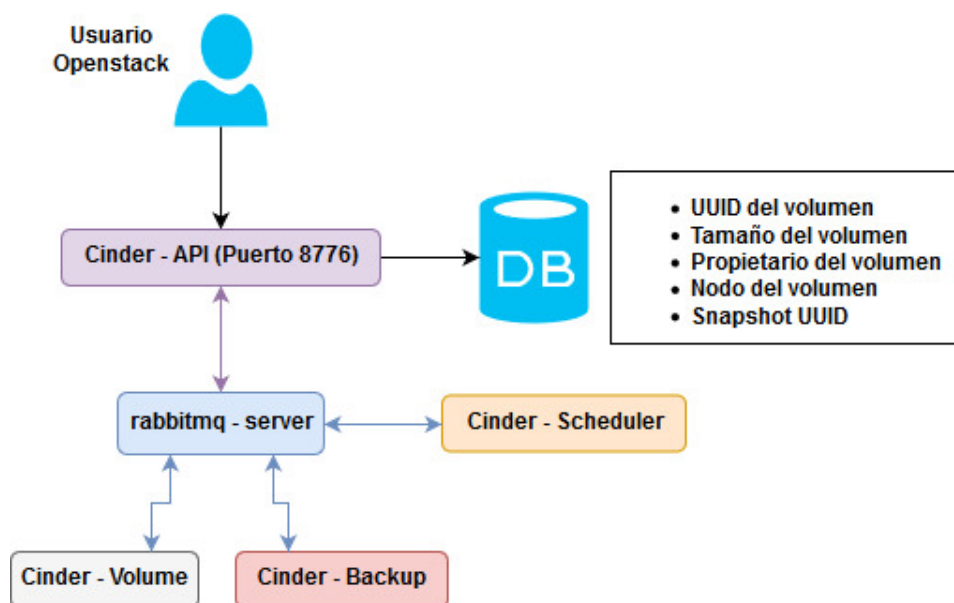 Usuario
Openstack
Cinder - API (Puerto 8776)
DB
• UUID del volumen
• Tamaño del volumen
• Propietario del volumen
• Nodo del volumen
• Snapshot UUID
rabbitmq - server
Cinder - Scheduler
Cinder - Volume
Cinder - Backup